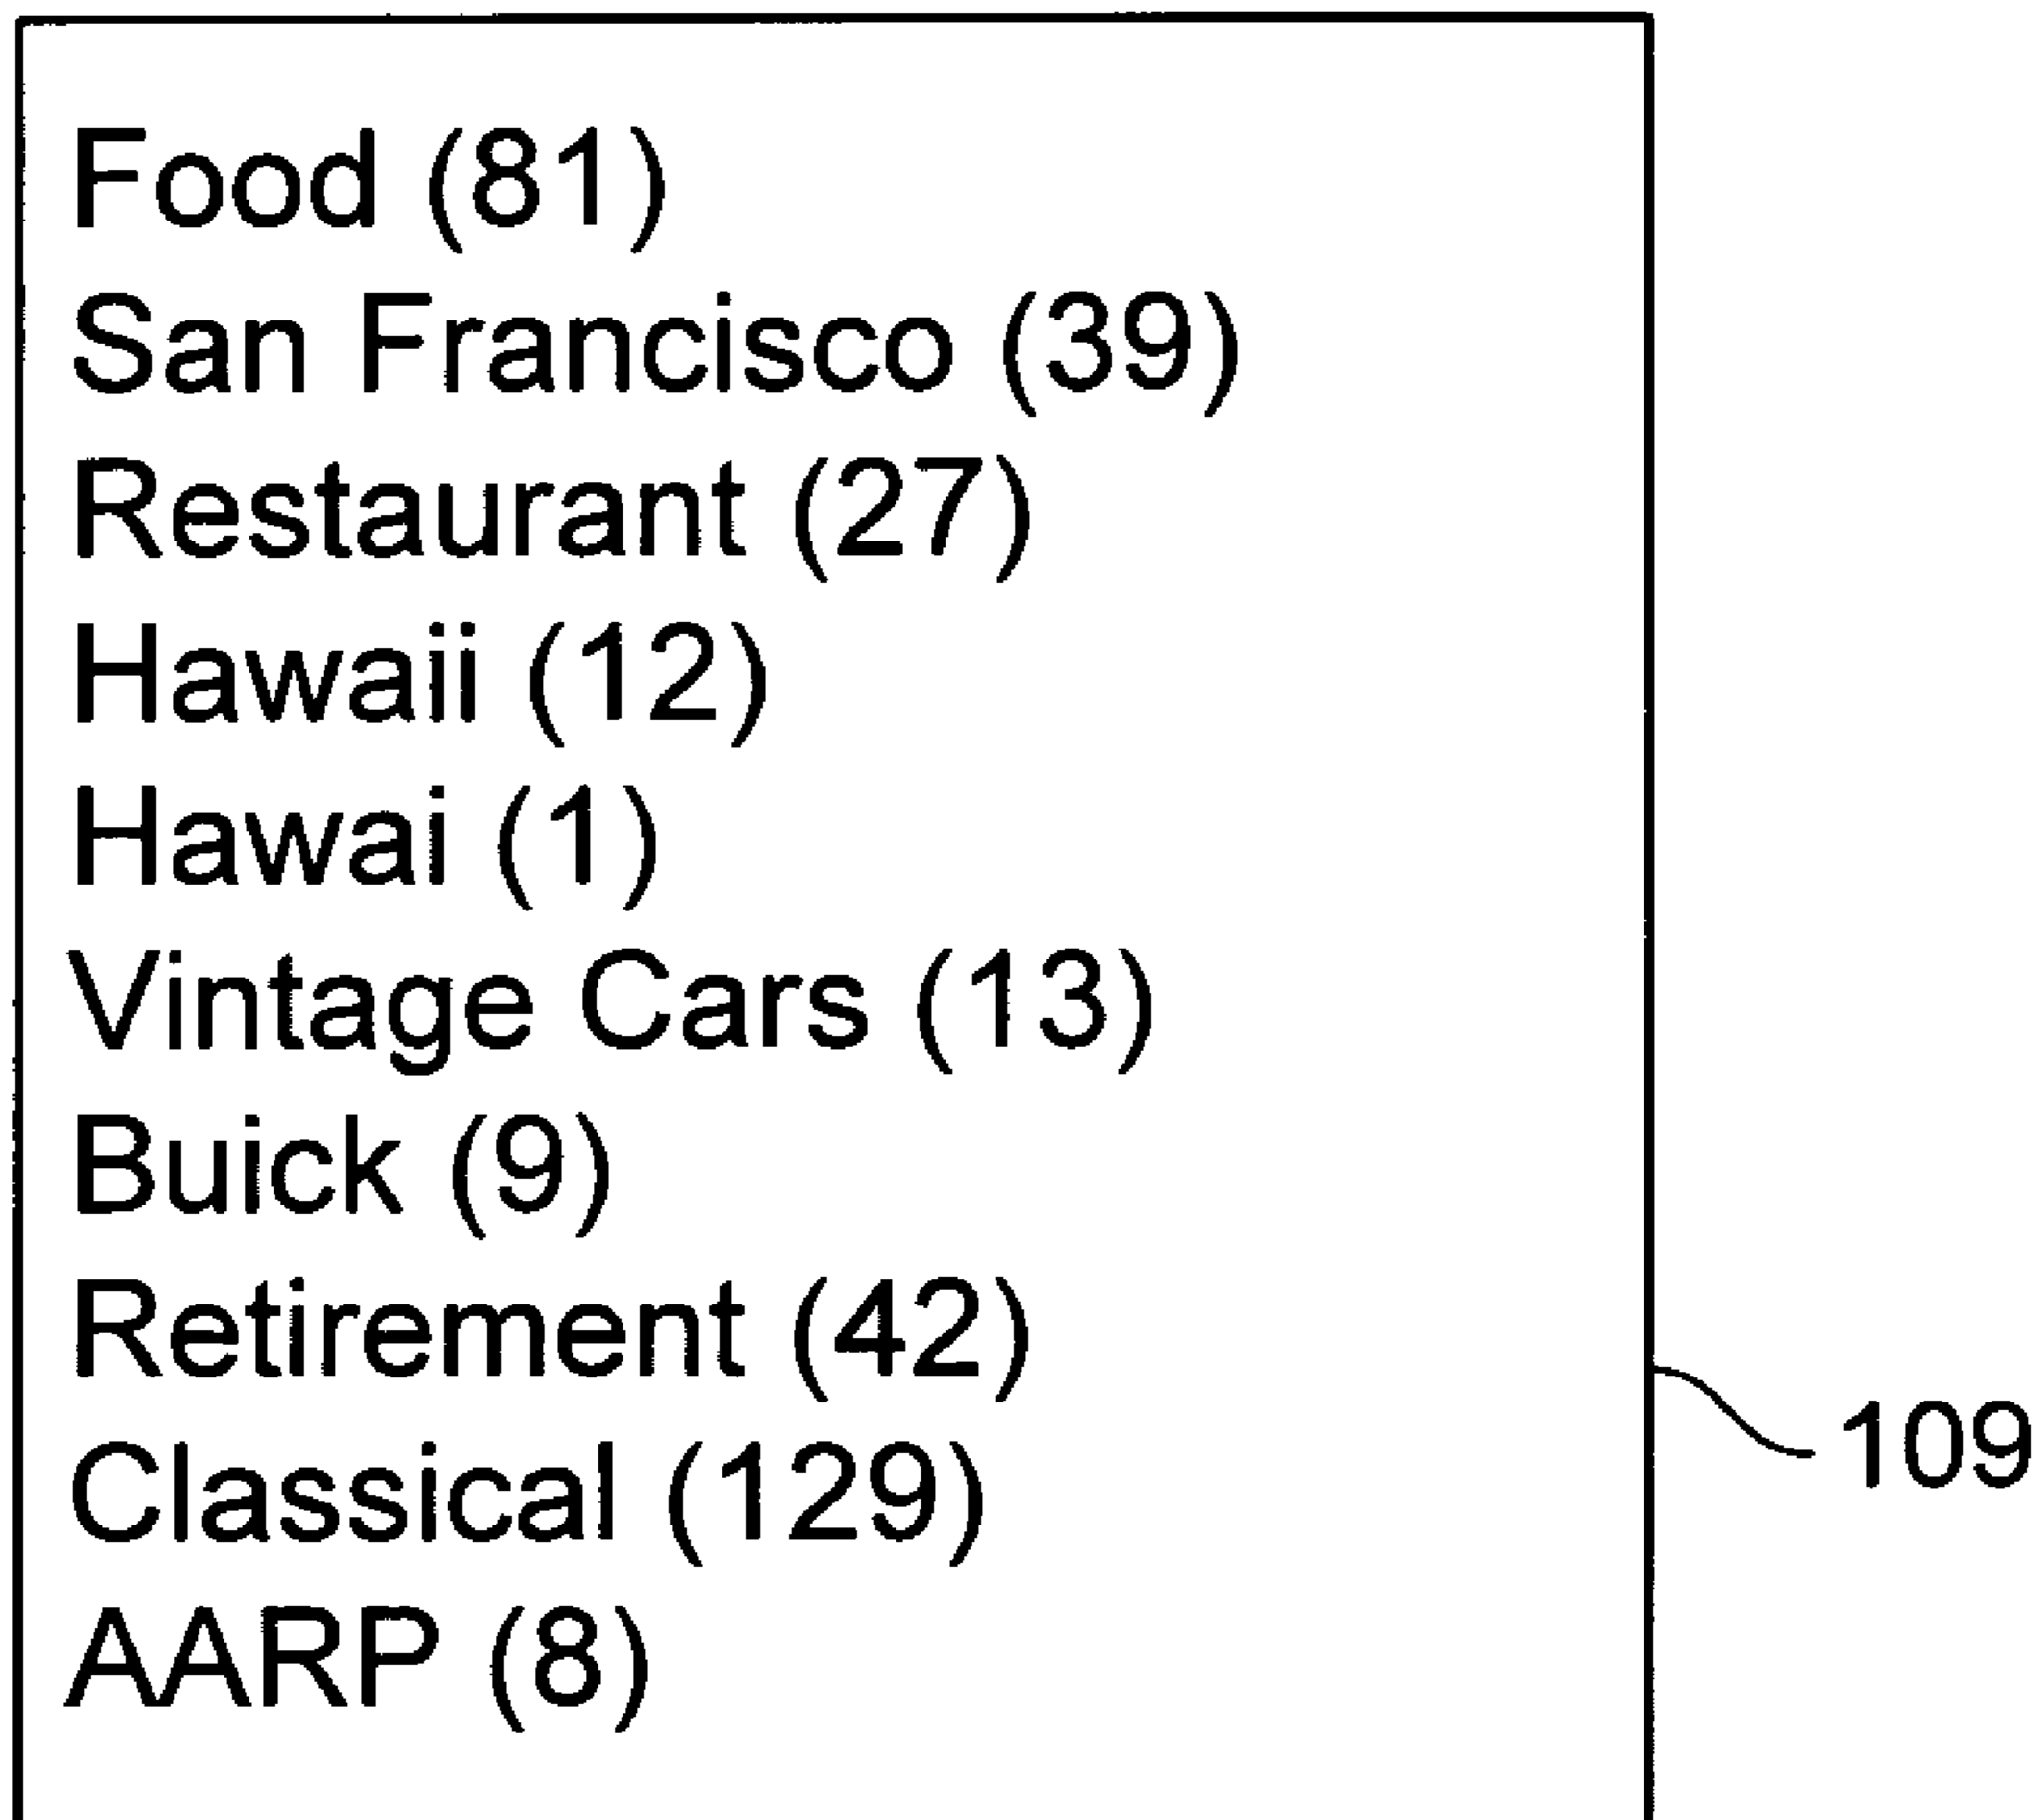 Food (81)
San Francisco (39)
Restaurant (27)
Hawaii (12)
Hawai (1)
Vintage Cars (13)
Buick (9)
Retirement (42)
Classical (129)
AARP (8)
109